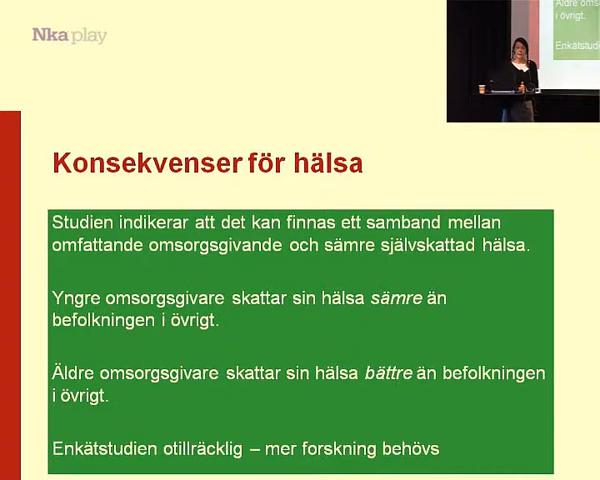 Nka play
Äldre oms
i övrigt.
Enkätstudi
Konsekvenser för hälsa
Studien indikerar att det kan finnas ett samband mellan
omfattande omsorgsgivande och sämre självskattad hälsa.
Yngre omsorgsgivare skattar sin hälsa sämre än
befolkningen i övrigt.
Äldre omsorgsgivare skattar sin hälsa bättre än befolkningen
i övrigt.
Enkätstudien otillräcklig – mer forskning behövs